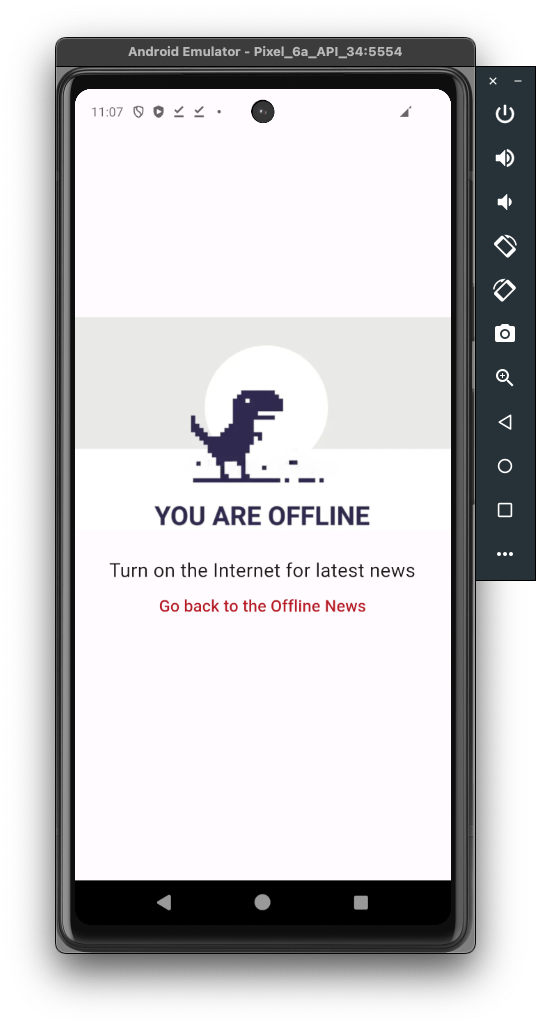 Android Emulator - Pixel_6a_API_34:5554
11:07
YOU ARE OFFLINE
Turn on the Internet for latest news
Go back to the Offline News